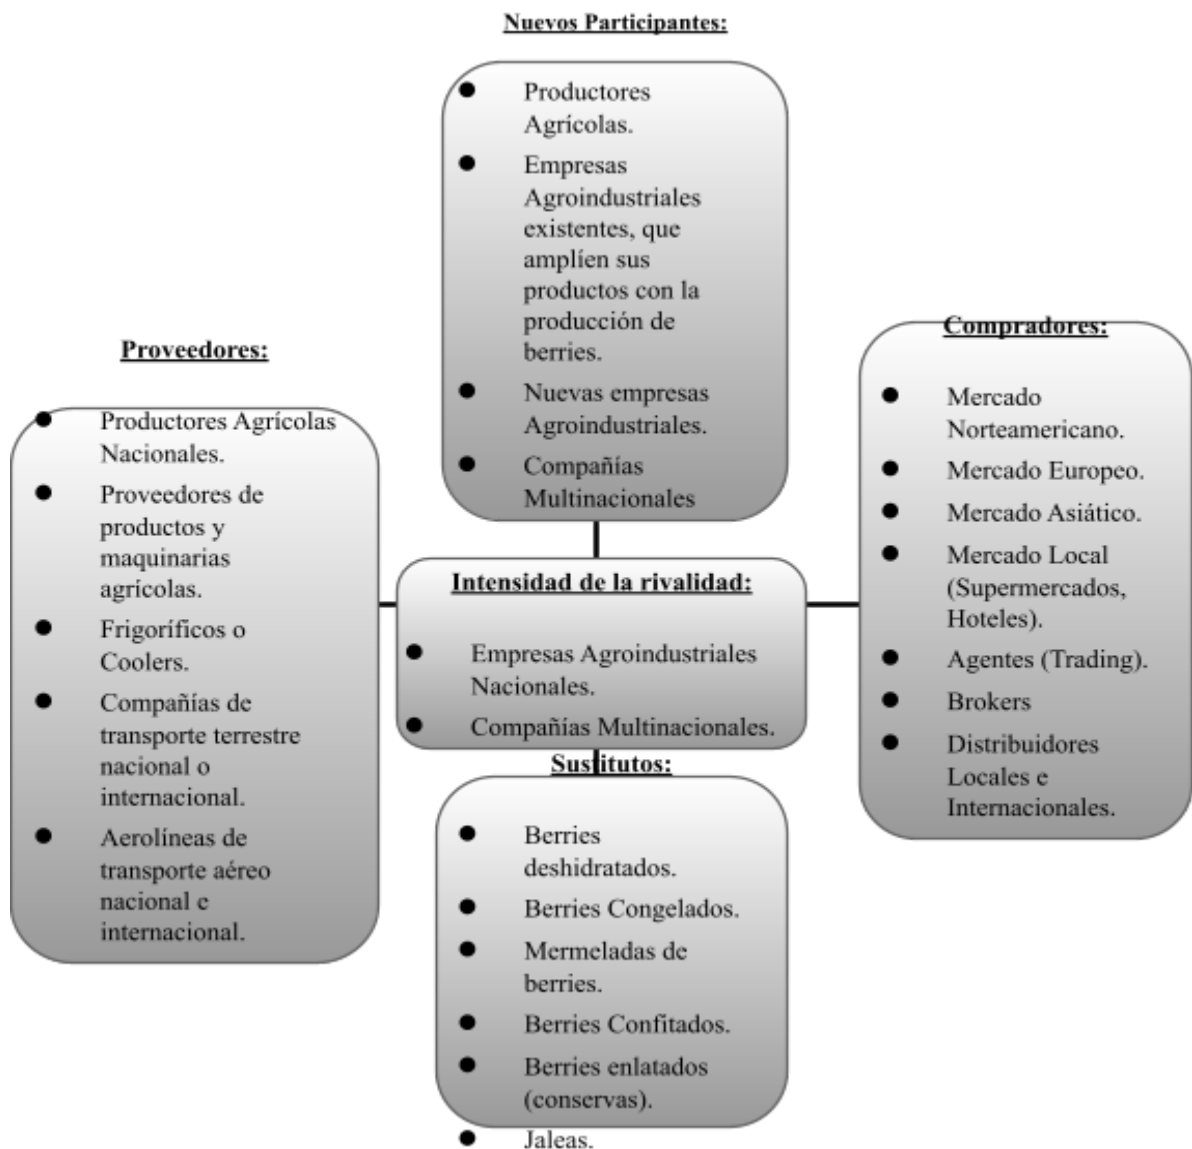 Nuevos Participantes:
Productores
Agrícolas.
Empresas
Agroindustriales
existentes, que
amplíen sus
productos con la
producción de
berries.
Nuevas empresas
Agroindustriales.
Compañías
Multinacionales
Proveedores:
Productores Agrícolas
Nacionales.
Proveedores de
productos y
maquinarias
agrícolas.
Frigoríficos o
Coolers.
Compañías de
transporte terrestre
nacional o
internacional.
Aerolíneas de
transporte aéreo
nacional e
internacional.
Intensidad de la rivalidad:
Empresas Agroindustriales
Nacionales.
Compañías Multinacionales.
Compradores:
Mercado
Norteamericano.
Mercado Europeo.
Mercado Asiático.
Mercado Local
(Supermercados,
Hoteles).
Agentes (Trading).
Brokers
Distribuidores
Locales e
Internacionales.
Sustitutos:
Berries
deshidratados.
Berries Congelados.
Mermeladas de
berries.
Berries Confitados.
Berries enlatados
(conservas).
Jaleas.